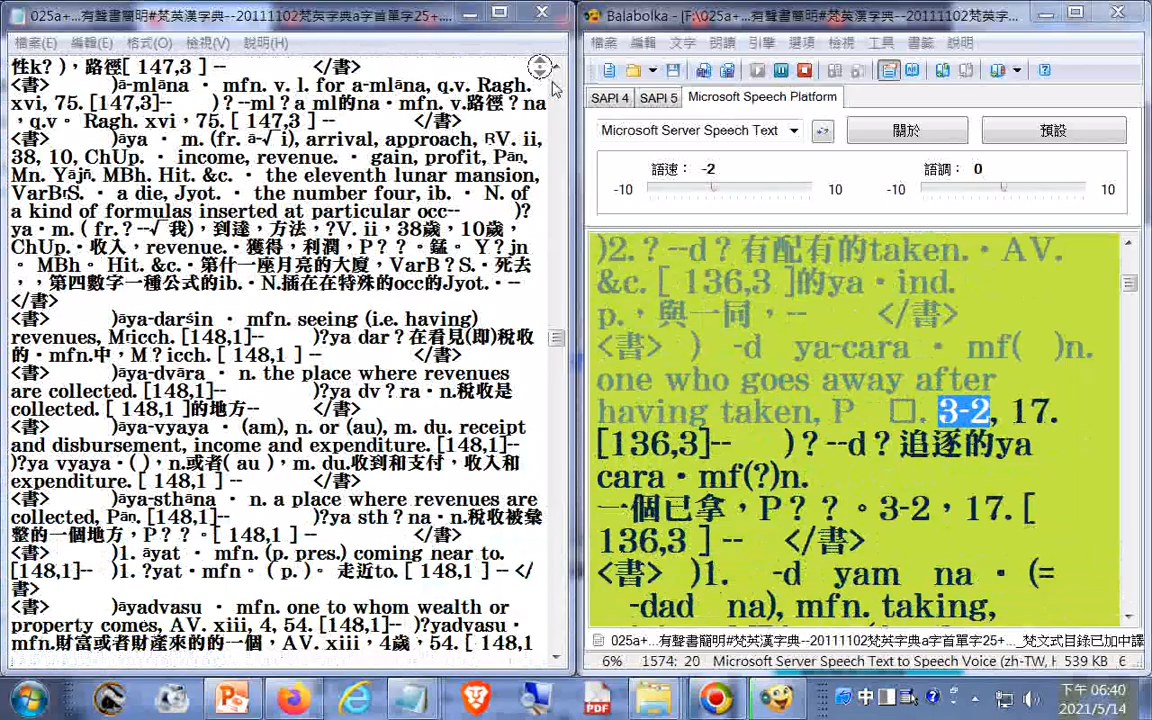 有聲書簡明#梵英漢字典--20111102梵英字典a字首單字25+...
檔案(E) 編輯(E) 格式(O) 檢視(V) 說明(H)
性k? )，路徑[ 147,3 ] -- </書>
<書> )ā-mlāna • mfn. v. l. for a-mlāna, q.v. Ragh.
xvi, 75. [147,3]-- )? --ml? a ml的na • mfn. v.路徑？na
，q.v。 Ragh. xvi，75. [ 147,3 ] -- </書>
<書> )āya • m. (fr. ā-√ i), arrival, approach, RV. ii,
38, 10, ChUp. • income, revenue. • gain, profit, Pāṇ.
Mn. Yājñ. MBh. Hit. &c. • the eleventh lunar mansion,
VarBṛS. • a die, Jyot. • the number four, ib. • N. of
a kind of formulas inserted at particular occ-- )?
ya • m. ( fr. ? --√ 我)，到達，方法，?V. ii，38歲，10歲，
ChUp. • 收入，revenue. • 獲得，利潤，P？？。錳。 Y？jn
。 MBh。 Hit. &c. • 第什一座月亮的大廈，VarB？S. • 死去
，，第四數字一種公式的ib. • N.插在在特殊的occ的Jyot. • --
</書>
<書> )āya-darśin • mfn. seeing (i.e. having)
revenues, Mṛicch. [148,1]-- )?ya dar？在看見(即)稅收
的 • mfn.中，M？icch. [ 148,1 ] -- </書>
<書> )āya-dvāra • n. the place where revenues
are collected. [148,1]-- )?ya dv？ra • n.稅收是
collected. [ 148,1 ]的地方-- </書>
<書> )āya-vyaya • (am), n. or (au), m. du. receipt
and disbursement, income and expenditure. [148,1]--
)?ya vyaya • ( )，n.或者( au )，m. du.收到和支付，收入和
expenditure. [ 148,1 ] -- </書>
<書> )āya-sthāna • n. a place where revenues are
collected, Pāṇ. [148,1]-- )?ya sth？na • n.稅收被彙
整的一個地方，P？？。[ 148,1 ] -- </書>
<書> )1. āyat • mfn. (p. pres.) coming near to.
[148,1]-- )1. ?yat • mfn。 ( p. )。 走近to. [ 148,1 ] -- </
書>
<書> )āyadvasu • mfn. one to whom wealth or
property comes, AV. xiii, 4, 54. [148,1]-- )?yadvasu •
mfn.財富或者財產來的的一個，AV. xiii，4歲，54. [ 148,1
Balabolka - [F:\025a+...有聲書簡明#梵英漢字典--20111102梵英字...
檔案 編輯 文字 朗讀 引擎 選項 檢視 工具 書籤 說明
SAPI 4 SAPI 5 Microsoft Speech Platform
Microsoft Server Speech Text 關於 預設
語速： -2 語調： 0
-10 10 -10 10
)2. ? --d？有配有的taken. • AV.
&c. [ 136,3 ]的ya • ind.
p.，與一同，-- </書>
<書> ) -d ya-cara • mf( )n.
one who goes away after
having taken, P □. 3-2, 17.
[136,3]-- )? --d？追逐的ya
cara • mf(?)n.
一個已拿，P？？。3-2，17. [
136,3 ] -- </書>
<書> )1. -d yam na • (=
-dad na), mfn. taking,
025a+...有聲書簡明#梵英漢字典--20111102梵英字典a字首單字25+..._梵文式目錄已加中譯
6% 1574: 20 Microsoft Server Speech Text to Speech Voice (zh-TW, H 539 KB 6
中 下午 06:40
2021/5/14